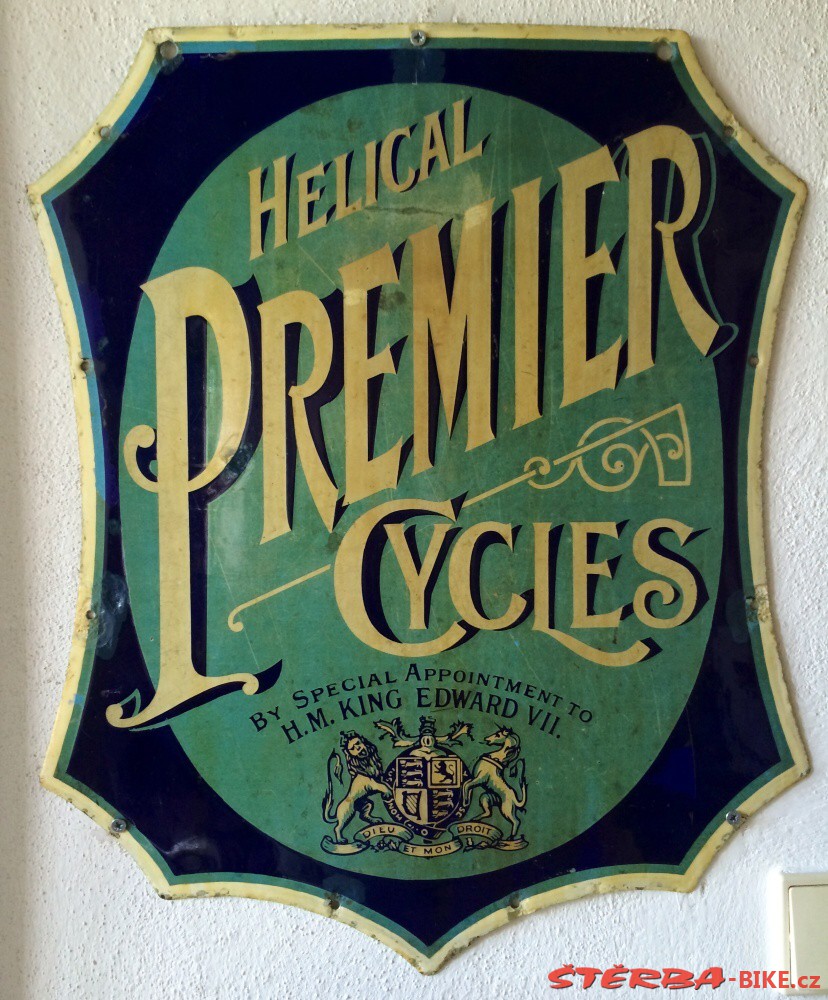 HELICAL
PREMIER
CYCLES
BY SPECIAL APPOINTMENT TO
H.M. KING EDWARD VII.
DIEU ET MON DROIT
ŠTĚRBA-BIKE.cz